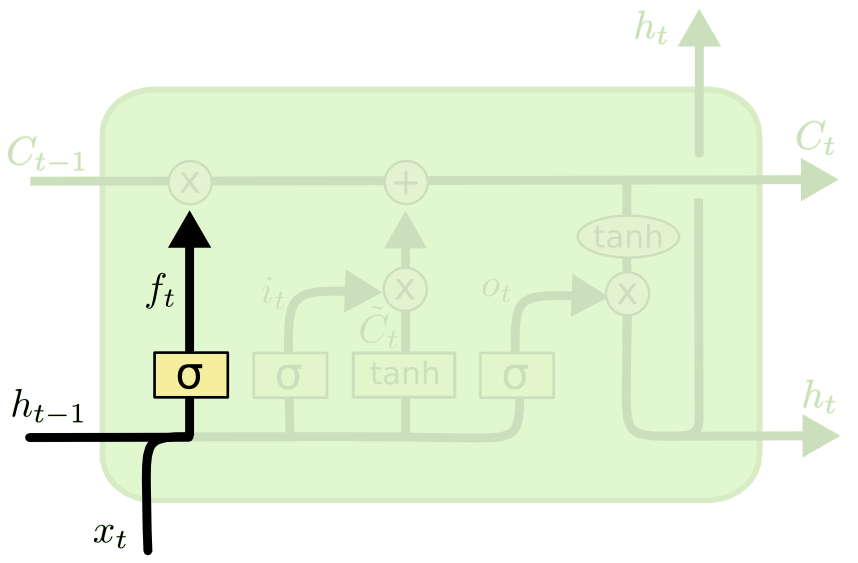 h_t
C_{t-1}
C_t
x
+
tanh
f_t
i_t
x
o_t
x
\tilde{C}_t
σ
σ
tanh
σ
h_{t-1}
h_t
x_t